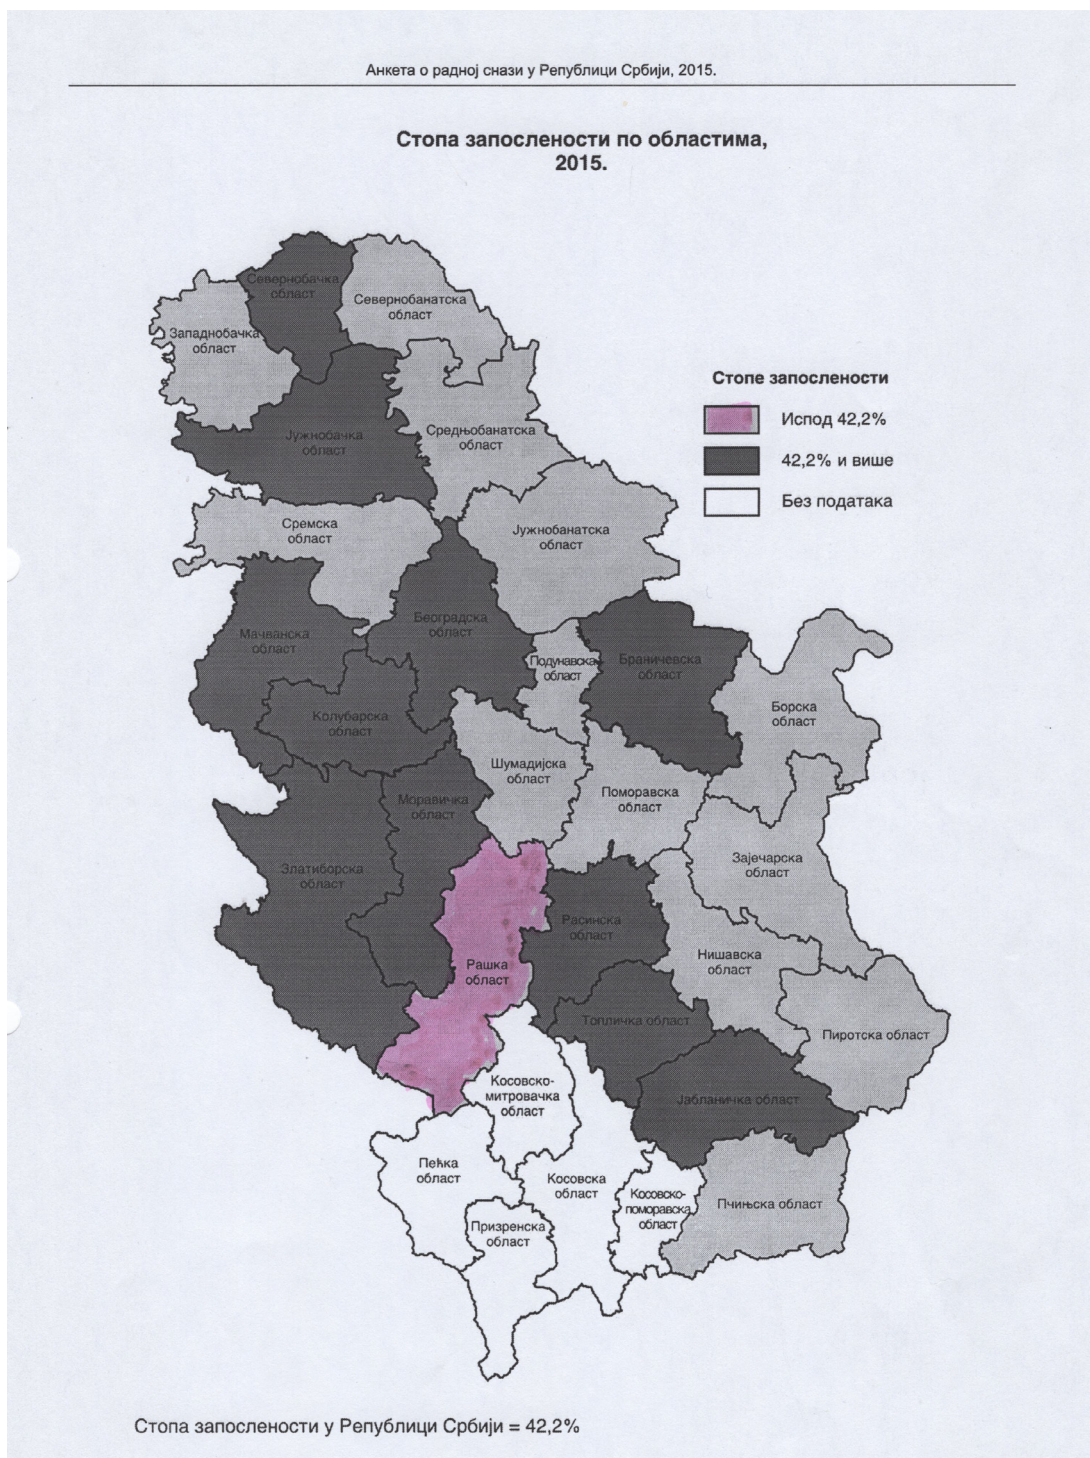 Анкета о радној снази у Републици Србији, 2015.
Стопа запослености по областима,
2015.
Севернобачка
област
Севернобанатска
област
Западнобачка
област
Стопе запослености
Испод 42,2%
42,2% и више
Без података
Јужнобачка
област
Средњобанатска
област
Сремска
област
Јужнобанатска
област
Београдска
област
Мачванска
област
Подунавска
област
Браничевска
област
Колубарска
област
Борска
област
Шумадијска
област
Поморавска
област
Моравичка
област
Златиборска
област
Зајечарска
област
Расинска
област
Нишавска
област
Рашка
област
Топличка област
Пиротска област
Косовско-
митровачка
област
Јабланичка област
Пећка
област
Косовска
област
Косовско-
поморавска
област
Пчињска област
Призренска
област
Стопа запослености у Републици Србији = 42,2%